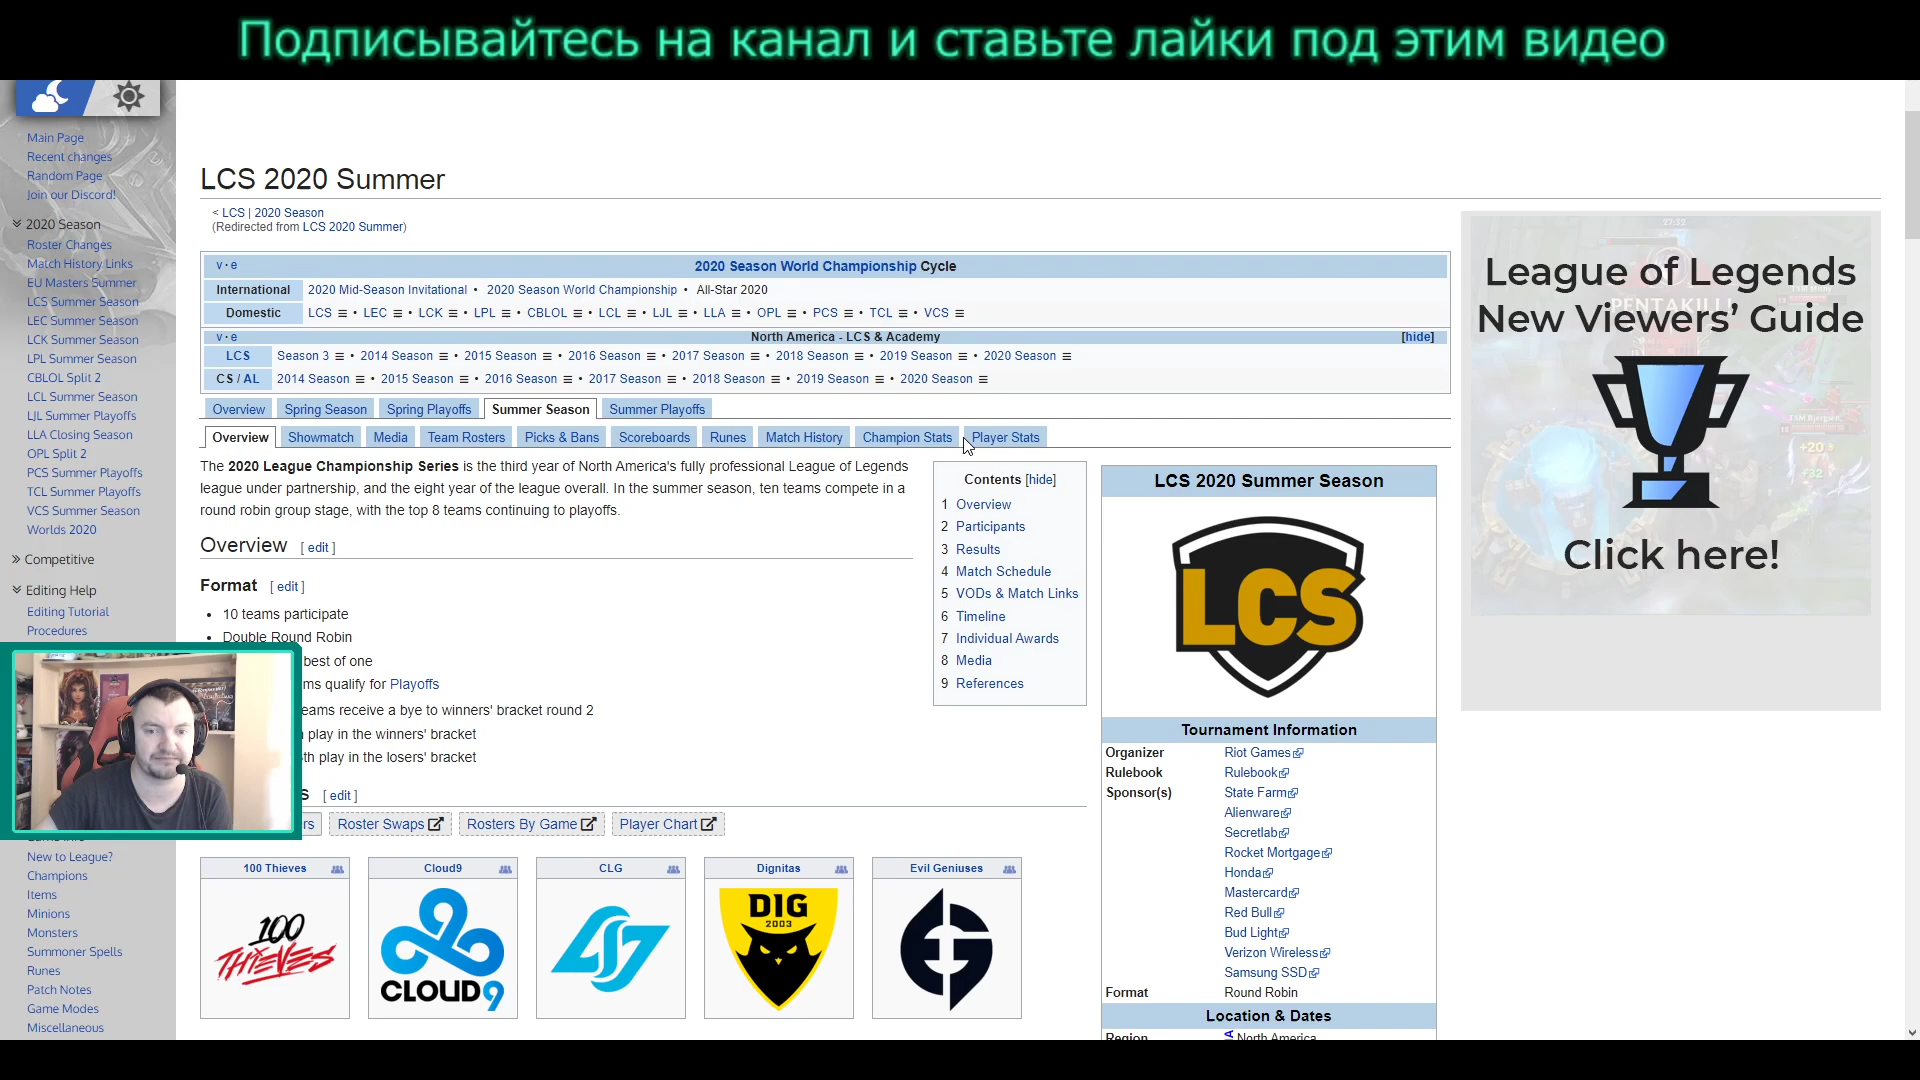 Подписывайтесь на канал и ставьте лайки под этим видео
Main Page
Recent changes
Random Page
Join our Discord!
2020 Season
Roster Changes
Match History Links
EU Masters Summer
LCS Summer Season
LEC Summer Season
LCK Summer Season
LPL Summer Season
CBLOL Split 2
LCL Summer Season
LJL Summer Playoffs
LLA Closing Season
OPL Split 2
PCS Summer Playoffs
TCL Summer Playoffs
VCS Summer Season
Worlds 2020
Competitive
Editing Help
Editing Tutorial
Procedures
New to League?
Champions
Items
Minions
Monsters
Summoner Spells
Runes
Patch Notes
Game Modes
Miscellaneous
LCS 2020 Summer
< LCS | 2020 Season
(Redirected from LCS 2020 Summer)
v · e 2020 Season World Championship Cycle
International 2020 Mid-Season Invitational • 2020 Season World Championship • All-Star 2020
Domestic LCS ≡ • LEC ≡ • LCK ≡ • LPL ≡ • CBLOL ≡ • LCL ≡ • LJL ≡ • LLA ≡ • OPL ≡ • PCS ≡ • TCL ≡ • VCS ≡
v · e North America - LCS & Academy [hide]
LCS Season 3 ≡ • 2014 Season ≡ • 2015 Season ≡ • 2016 Season ≡ • 2017 Season ≡ • 2018 Season ≡ • 2019 Season ≡ • 2020 Season ≡
CS / AL 2014 Season ≡ • 2015 Season ≡ • 2016 Season ≡ • 2017 Season ≡ • 2018 Season ≡ • 2019 Season ≡ • 2020 Season ≡
Overview Spring Season Spring Playoffs Summer Season Summer Playoffs
Overview Showmatch Media Team Rosters Picks & Bans Scoreboards Runes Match History Champion Stats Player Stats
The 2020 League Championship Series is the third year of North America's fully professional League of Legends
league under partnership, and the eight year of the league overall. In the summer season, ten teams compete in a
round robin group stage, with the top 8 teams continuing to playoffs.
Overview [ edit ]
Format [ edit ]
• 10 teams participate
• Double Round Robin
best of one
ms qualify for Playoffs
eams receive a bye to winners' bracket round 2
play in the winners' bracket
th play in the losers' bracket
s [ edit ]
rs Roster Swaps Rosters By Game Player Chart
100 Thieves Cloud9 CLG Dignitas Evil Geniuses
100 THIEVES
CLOUD9
DIG
2003
Contents [hide]
1 Overview
2 Participants
3 Results
4 Match Schedule
5 VODs & Match Links
6 Timeline
7 Individual Awards
8 Media
9 References
LCS 2020 Summer Season
LCS
Tournament Information
Organizer Riot Games
Rulebook Rulebook
Sponsor(s) State Farm
Alienware
Secretlab
Rocket Mortgage
Honda
Mastercard
Red Bull
Bud Light
Verizon Wireless
Samsung SSD
Format Round Robin
Location & Dates
Region North America
27:32
League of Legends
PENTAKILL!
New Viewers' Guide
+20
Click here!